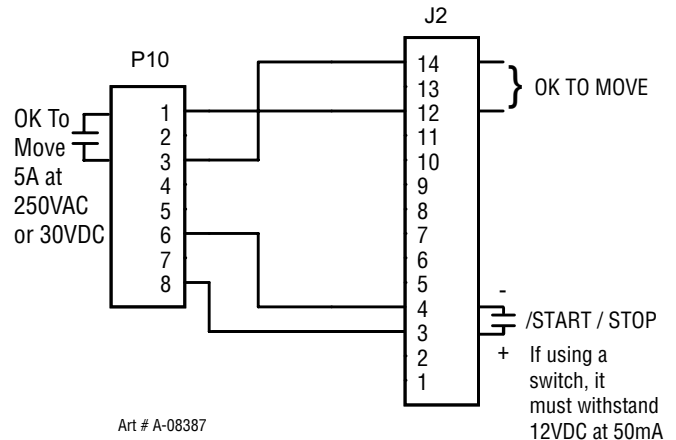 J2
P10
OK To
Move
5A at
250VAC
or 30VDC
1
2
3
4
5
6
7
8
14
13
12
11
10
9
8
7
6
5
4
3
2
1
} OK TO MOVE
-
/START / STOP
+ If using a
switch, it
must withstand
12VDC at 50mA
Art # A-08387